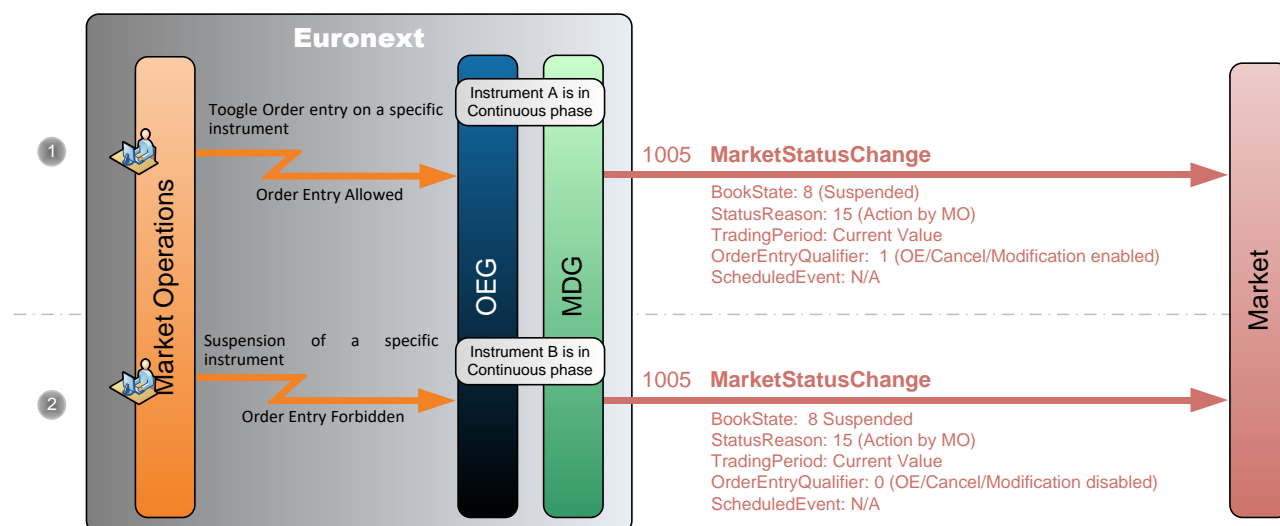 Euronext
Market Operations
OEG
MDG
Market
1
Toogle Order entry on a specific
instrument
Order Entry Allowed
Instrument A is in
Continuous phase
1005 MarketStatusChange
BookState: 8 (Suspended)
StatusReason: 15 (Action by MO)
TradingPeriod: Current Value
OrderEntryQualifier: 1 (OE/Cancel/Modification enabled)
ScheduledEvent: N/A
2
Suspension of a specific
instrument
Order Entry Forbidden
Instrument B is in
Continuous phase
1005 MarketStatusChange
BookState: 8 Suspended
StatusReason: 15 (Action by MO)
TradingPeriod: Current Value
OrderEntryQualifier: 0 (OE/Cancel/Modification disabled)
ScheduledEvent: N/A